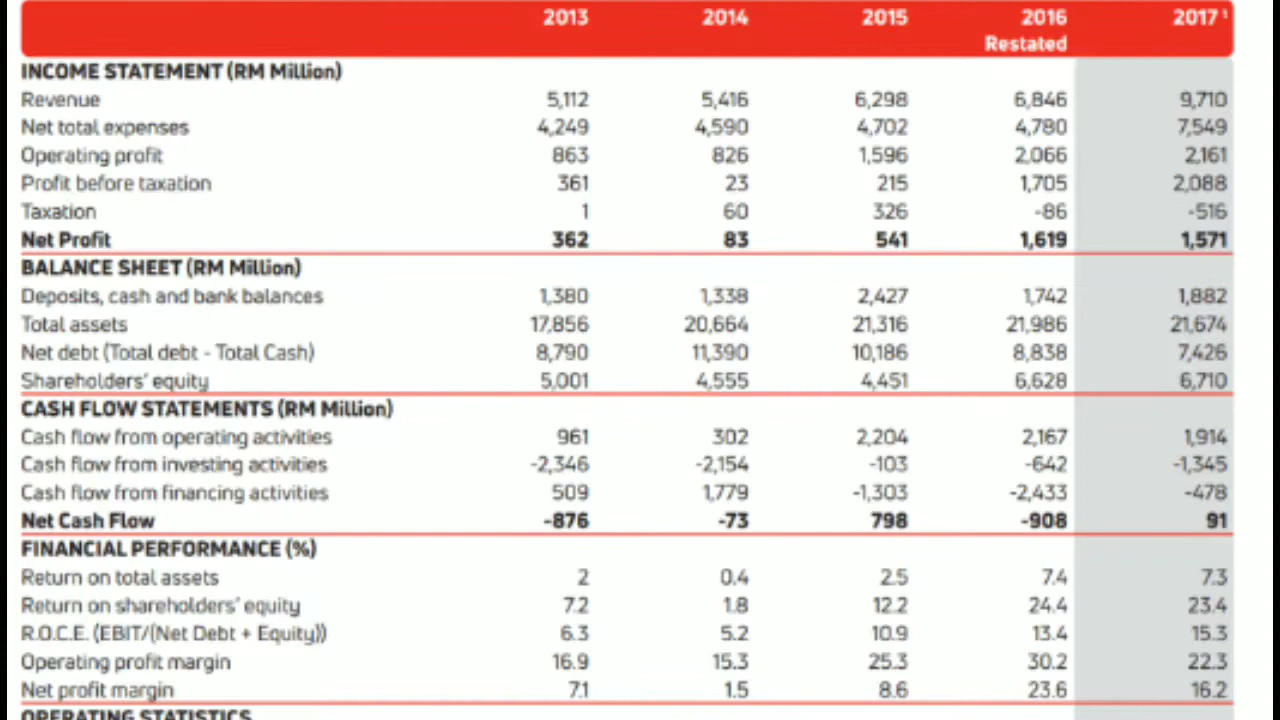 2013 2014 2015 2016 2017 ¹
Restated
INCOME STATEMENT (RM Million)
Revenue 5,112 5,416 6,298 6,846 9,710
Net total expenses 4,249 4,590 4,702 4,780 7,549
Operating profit 863 826 1,596 2,066 2,161
Profit before taxation 361 23 215 1,705 2,088
Taxation 1 60 326 -86 -516
Net Profit 362 83 541 1,619 1,571
BALANCE SHEET (RM Million)
Deposits, cash and bank balances 1,380 1,338 2,427 1,742 1,882
Total assets 17,856 20,664 21,316 21,986 21,674
Net debt (Total debt - Total Cash) 8,790 11,390 10,186 8,838 7,426
Shareholders' equity 5,001 4,555 4,451 6,628 6,710
CASH FLOW STATEMENTS (RM Million)
Cash flow from operating activities 961 302 2,204 2,167 1,914
Cash flow from investing activities -2,346 -2,154 -103 -642 -1,345
Cash flow from financing activities 509 1,779 -1,303 -2,433 -478
Net Cash Flow -876 -73 798 -908 91
FINANCIAL PERFORMANCE (%)
Return on total assets 2 0.4 2.5 7.4 7.3
Return on shareholders' equity 7.2 1.8 12.2 24.4 23.4
R.O.C.E. (EBIT/(Net Debt + Equity)) 6.3 5.2 10.9 13.4 15.3
Operating profit margin 16.9 15.3 25.3 30.2 22.3
Net profit margin 7.1 1.5 8.6 23.6 16.2
OPERATING STATISTICS